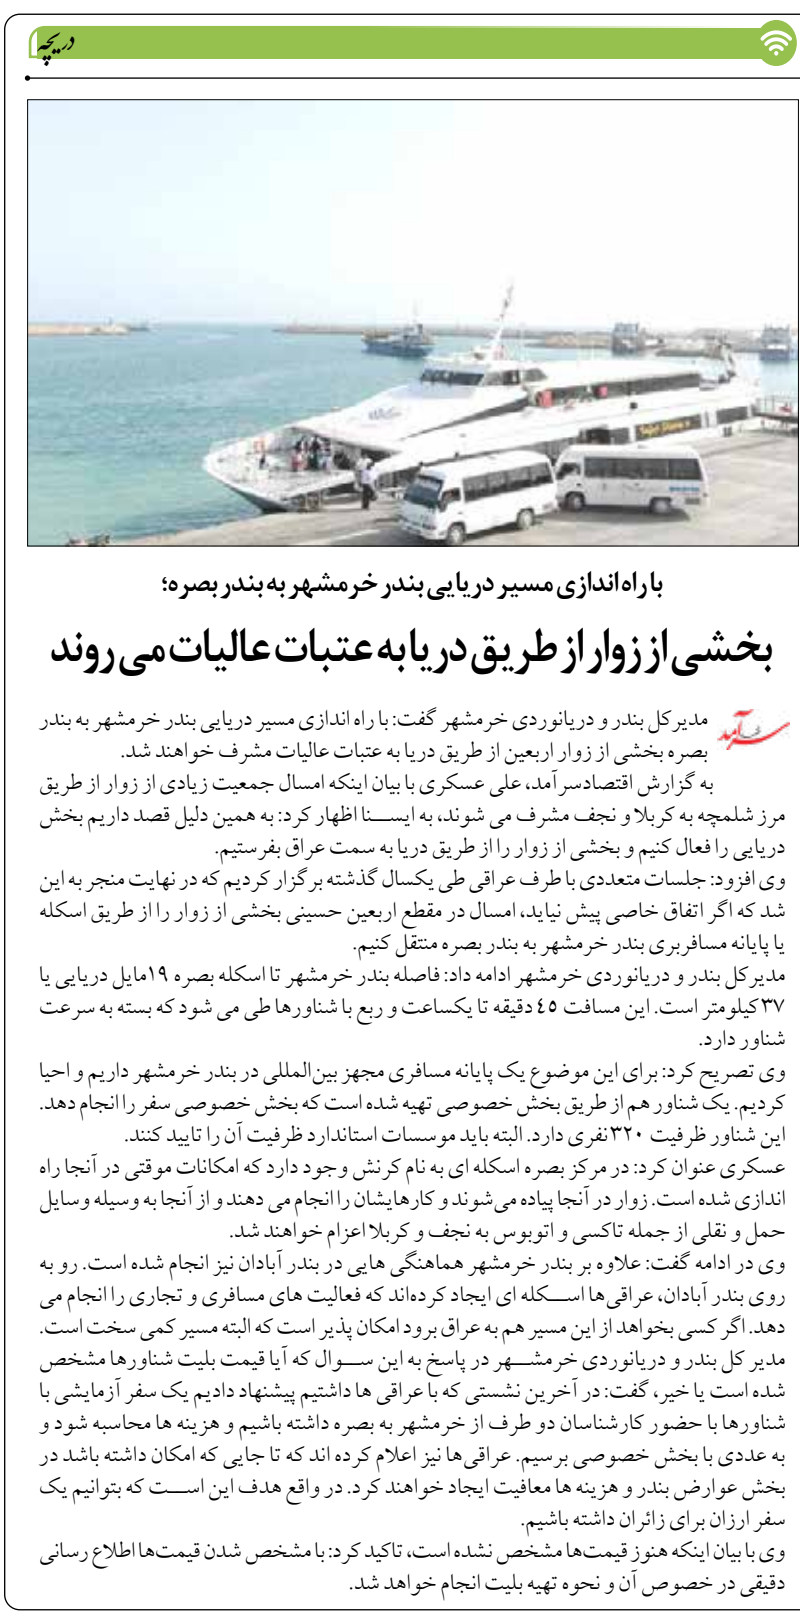 دریچه
Safir Shomal
با راه اندازی مسیر دریایی بندر خرمشهر به بندر بصره؛
بخشی از زوار از طریق دریا به عتبات عالیات می روند
سرآمد
مدیرکل بندر و دریانوردی خرمشهر گفت: با راه اندازی مسیر دریایی بندر خرمشهر به بندر
بصره بخشی از زوار اربعین از طریق دریا به عتبات عالیات مشرف خواهند شد.
به گزارش اقتصادسرآمد، علی عسکری با بیان اینکه امسال جمعیت زیادی از زوار از طریق
مرز شلمچه به کربلا و نجف مشرف می شوند، به ایسنا اظهار کرد: به همین دلیل قصد داریم بخش
دریایی را فعال کنیم و بخشی از زوار را از طریق دریا به سمت عراق بفرستیم.
وی افزود: جلسات متعددی با طرف عراقی طی یکسال گذشته برگزار کردیم که در نهایت منجر به این
شد که اگر اتفاق خاصی پیش نیاید، امسال در مقطع اربعین حسینی بخشی از زوار را از طریق اسکله
یا پایانه مسافربری بندر خرمشهر به بندر بصره منتقل کنیم.
مدیرکل بندر و دریانوردی خرمشهر ادامه داد: فاصله بندر خرمشهر تا اسکله بصره ۱۹مایل دریایی یا
۳۷کیلومتر است. این مسافت ٤٥ دقیقه تا یکساعت و ربع با شناورها طی می شود که بسته به سرعت
شناور دارد.
وی تصریح کرد: برای این موضوع یک پایانه مسافری مجهز بین‌المللی در بندر خرمشهر داریم و احیا
کردیم. یک شناور هم از طریق بخش خصوصی تهیه شده است که بخش خصوصی سفر را انجام دهد.
این شناور ظرفیت ۳۲۰نفری دارد. البته باید موسسات استاندارد ظرفیت آن را تایید کنند.
عسکری عنوان کرد: در مرکز بصره اسکله ای به نام کرنش وجود دارد که امکانات موقتی در آنجا راه
اندازی شده است. زوار در آنجا پیاده می‌شوند و کارهایشان را انجام می دهند و از آنجا به وسیله وسایل
حمل و نقلی از جمله تاکسی و اتوبوس به نجف و کربلا اعزام خواهند شد.
وی در ادامه گفت: علاوه بر بندر خرمشهر هماهنگی هایی در بندر آبادان نیز انجام شده است. رو به
روی بندر آبادان، عراقی‌ها اسکله ای ایجاد کرده‌اند که فعالیت های مسافری و تجاری را انجام می
دهد. اگر کسی بخواهد از این مسیر هم به عراق برود امکان پذیر است که البته مسیر کمی سخت است.
مدیر کل بندر و دریانوردی خرمشهر در پاسخ به این سوال که آیا قیمت بلیت شناورها مشخص
شده است یا خیر، گفت: در آخرین نشستی که با عراقی ها داشتیم پیشنهاد دادیم یک سفر آزمایشی با
شناورها با حضور کارشناسان دو طرف از خرمشهر به بصره داشته باشیم و هزینه ها محاسبه شود و
به عددی با بخش خصوصی برسیم. عراقی‌ها نیز اعلام کرده اند که تا جایی که امکان داشته باشد در
بخش عوارض بندر و هزینه ها معافیت ایجاد خواهند کرد. در واقع هدف این است که بتوانیم یک
سفر ارزان برای زائران داشته باشیم.
وی با بیان اینکه هنوز قیمت‌ها مشخص نشده است، تاکید کرد: با مشخص شدن قیمت‌ها اطلاع رسانی
دقیقی در خصوص آن و نحوه تهیه بلیت انجام خواهد شد.